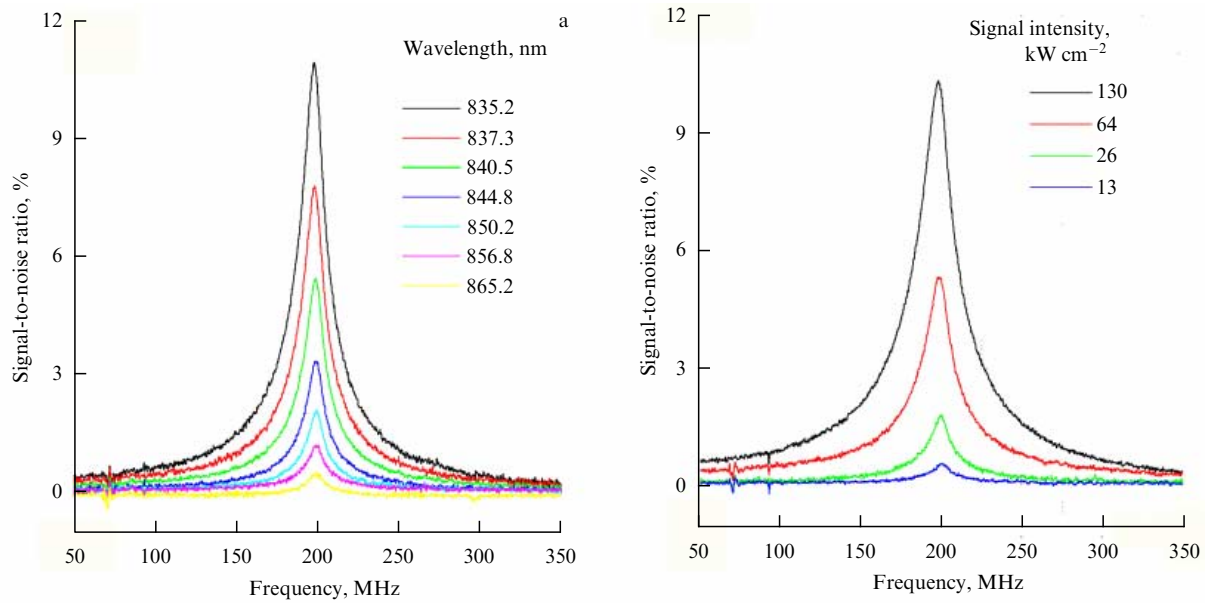 12
9
6
3
0
Signal-to-noise ratio, %
a
Wavelength, nm
835.2
837.3
840.5
844.8
850.2
856.8
865.2
50 100 150 200 250 300 350
Frequency, MHz
12
9
6
3
0
Signal-to-noise ratio, %
Signal intensity,
kW cm⁻²
130
64
26
13
50 100 150 200 250 300 350
Frequency, MHz